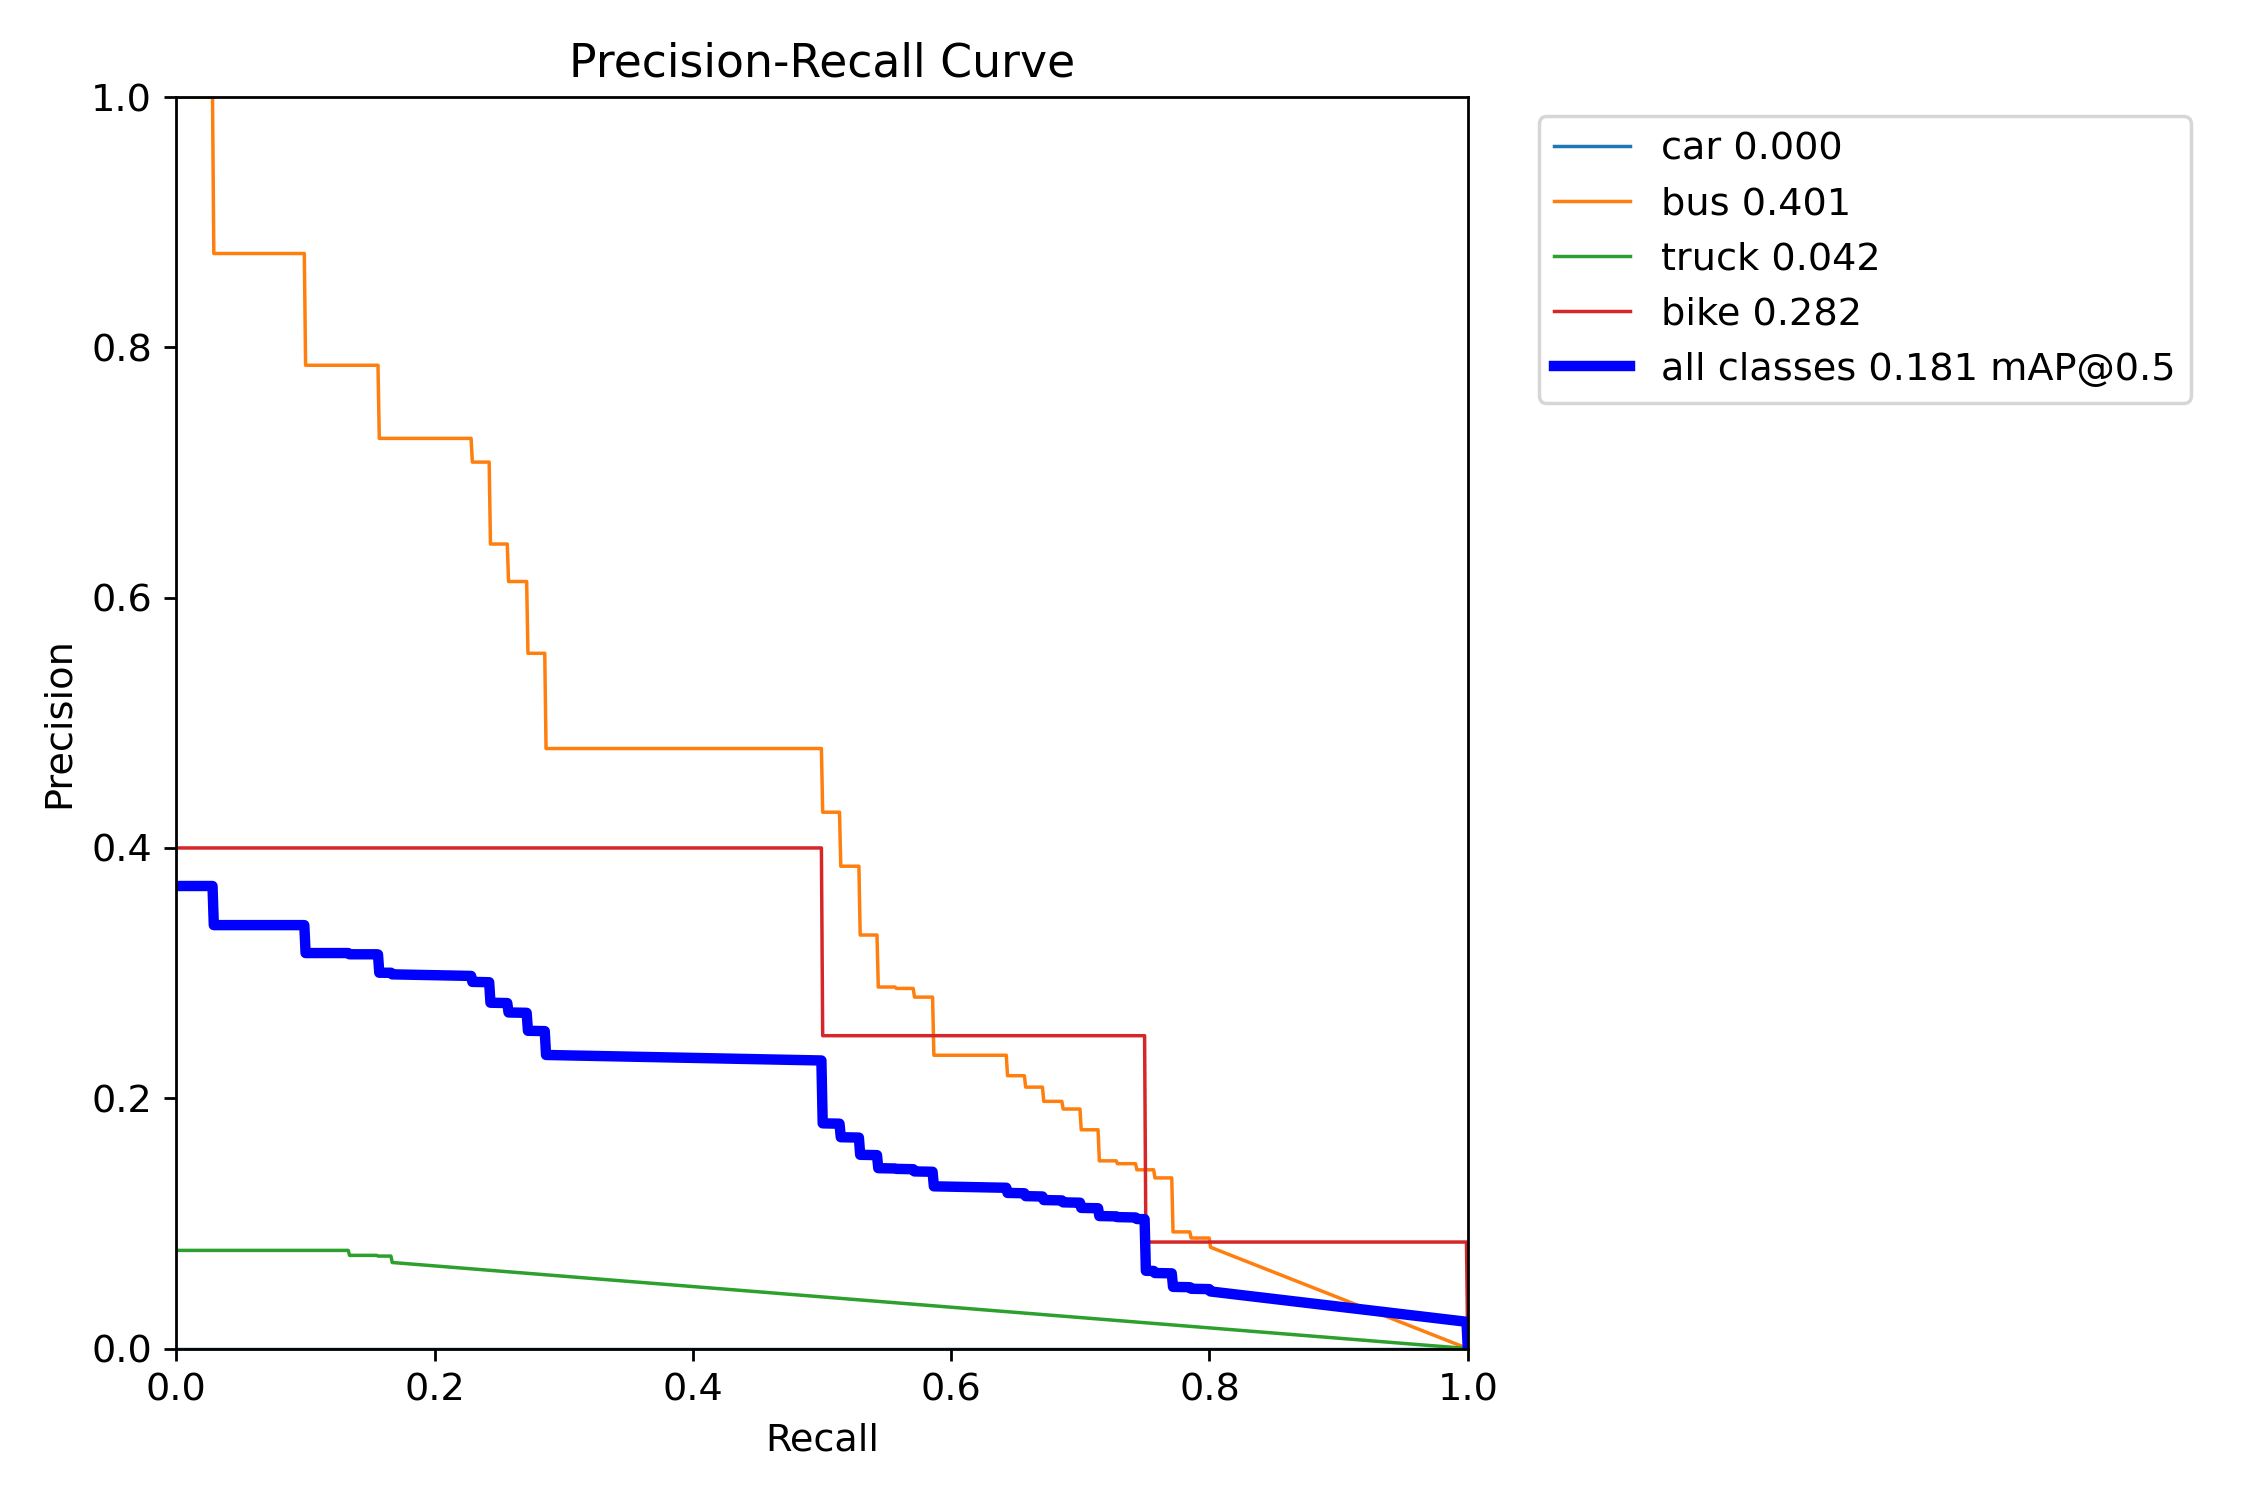 Precision-Recall Curve
1.0
0.8
0.6
0.4
0.2
0.0
Precision
0.0 0.2 0.4 0.6 0.8 1.0
Recall
car 0.000
bus 0.401
truck 0.042
bike 0.282
all classes 0.181 mAP@0.5